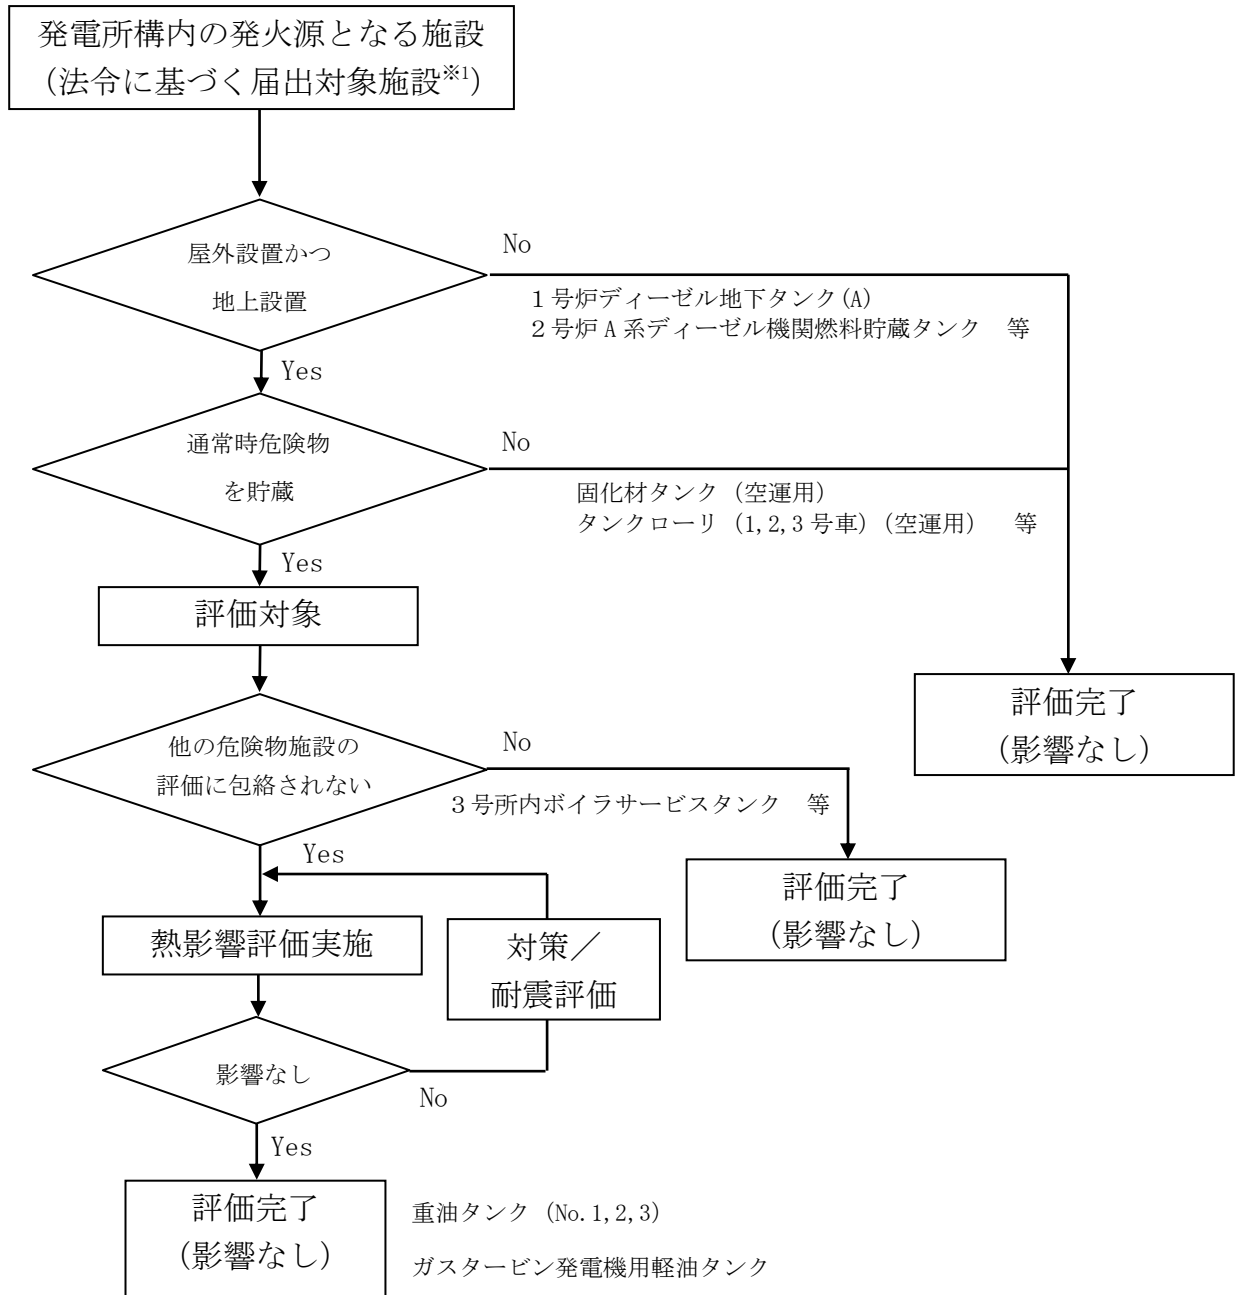 発電所構内の発火源となる施設
(法令に基づく届出対象施設※1)
屋外設置かつ
地上設置
No
1号炉ディーゼル地下タンク(A)
2号炉A系ディーゼル機関燃料貯蔵タンク 等
Yes
通常時危険物
を貯蔵
No
固化材タンク(空運用)
タンクローリ(1,2,3号車)(空運用) 等
Yes
評価対象
評価完了
(影響なし)
他の危険物施設の
評価に包絡されない
No
3号所内ボイラサービスタンク 等
Yes
評価完了
(影響なし)
熱影響評価実施
対策/
耐震評価
影響なし
No
Yes
評価完了
(影響なし)
重油タンク(No.1,2,3)
ガスタービン発電機用軽油タンク